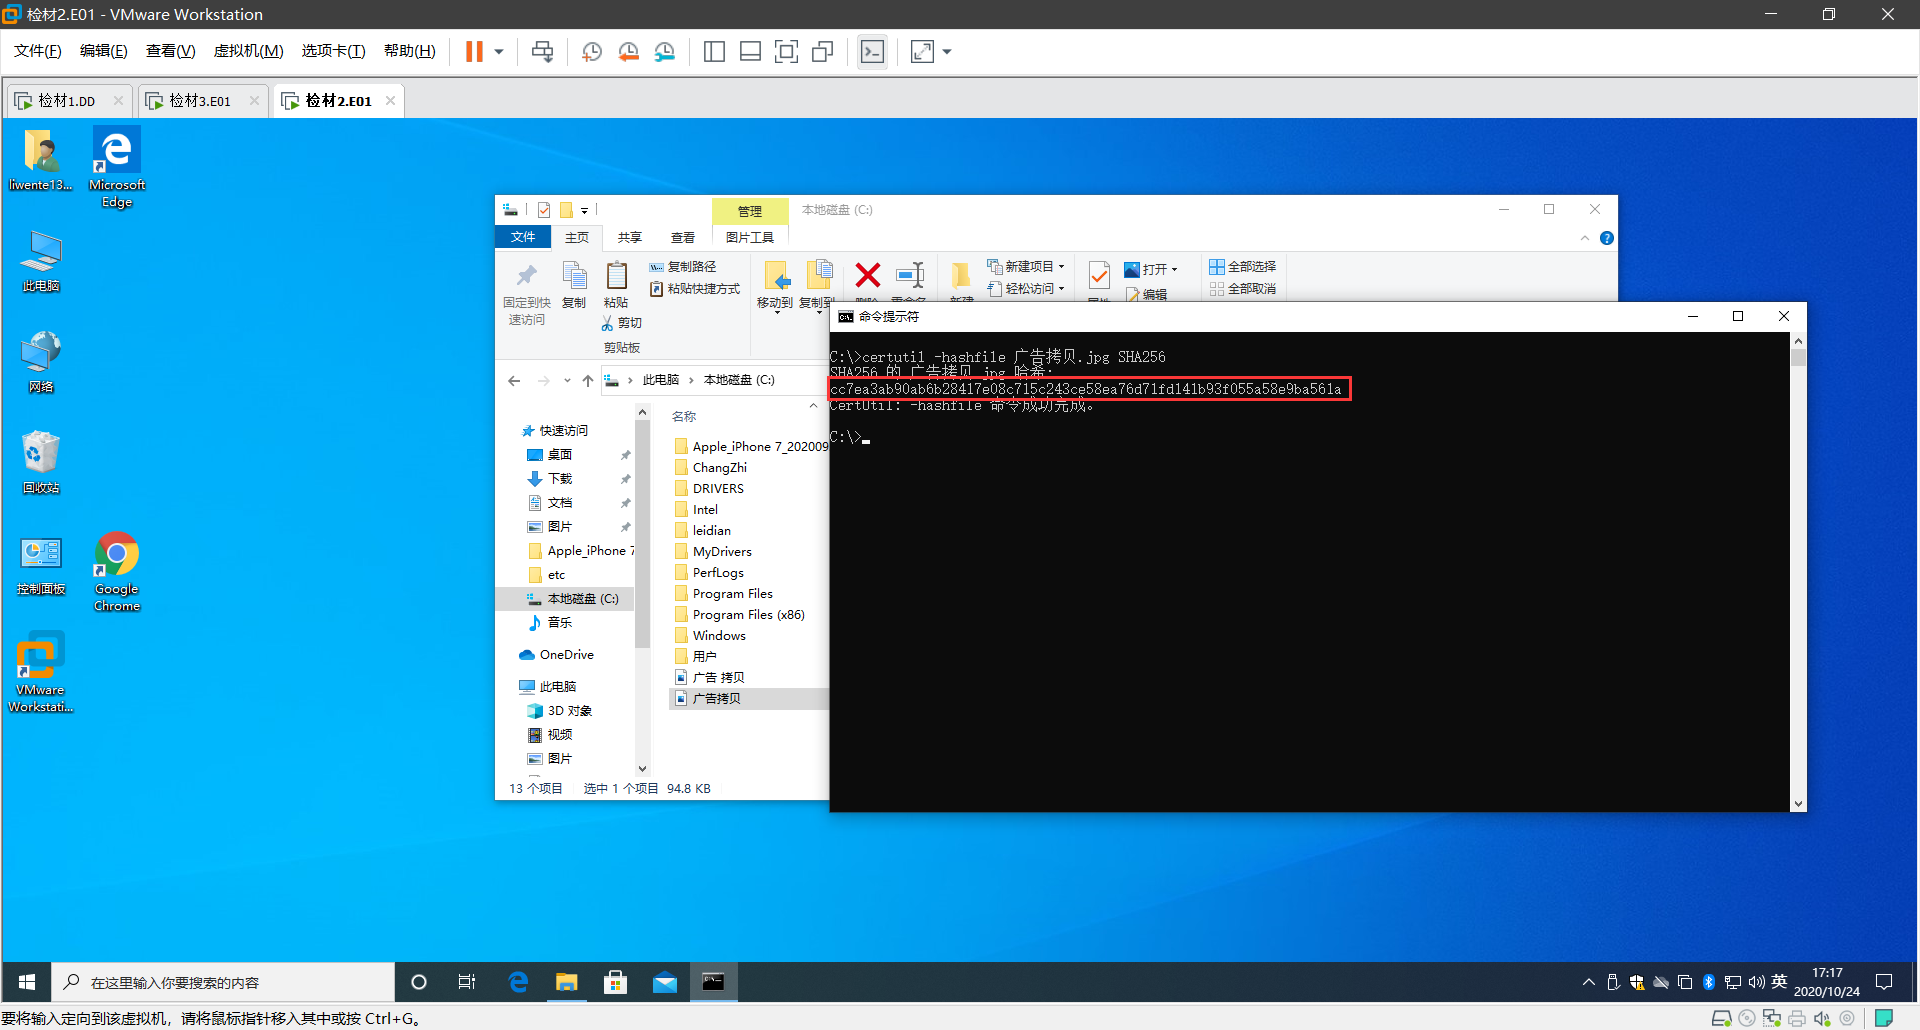 检材2.E01 - VMware Workstation
文件(F) 编辑(E) 查看(V) 虚拟机(M) 选项卡(T) 帮助(H)
检材1.DD 检材3.E01 检材2.E01
liwente13...
Microsoft Edge
此电脑
网络
回收站
控制面板
Google Chrome
VMware Workstati...
管理 本地磁盘 (C:)
文件 主页 共享 查看 图片工具
固定到快速访问
复制
粘贴
复制路径
粘贴快捷方式
剪切
剪贴板
移动到 复制到
新建项目
轻松访问
打开
编辑
全部选择
全部取消
此电脑 › 本地磁盘 (C:)
快速访问
桌面
下载
文档
图片
Apple_iPhone 7
etc
本地磁盘 (C:)
音乐
OneDrive
此电脑
3D 对象
视频
图片
名称
Apple_iPhone 7_202009
ChangZhi
DRIVERS
Intel
leidian
MyDrivers
PerfLogs
Program Files
Program Files (x86)
Windows
用户
广告 拷贝
广告拷贝
13 个项目 选中 1 个项目 94.8 KB
命令提示符
C:\>certutil -hashfile 广告拷贝.jpg SHA256
SHA256 的 广告拷贝.jpg 哈希:
cc7ea3ab90ab6b28417e08c715c243ce58ea76d71fd141b93f055a58e9ba561a
CertUtil: -hashfile 命令成功完成。
C:\>
在这里输入你要搜索的内容
英
17:17
2020/10/24
要将输入定向到该虚拟机，请将鼠标指针移入其中或按 Ctrl+G。